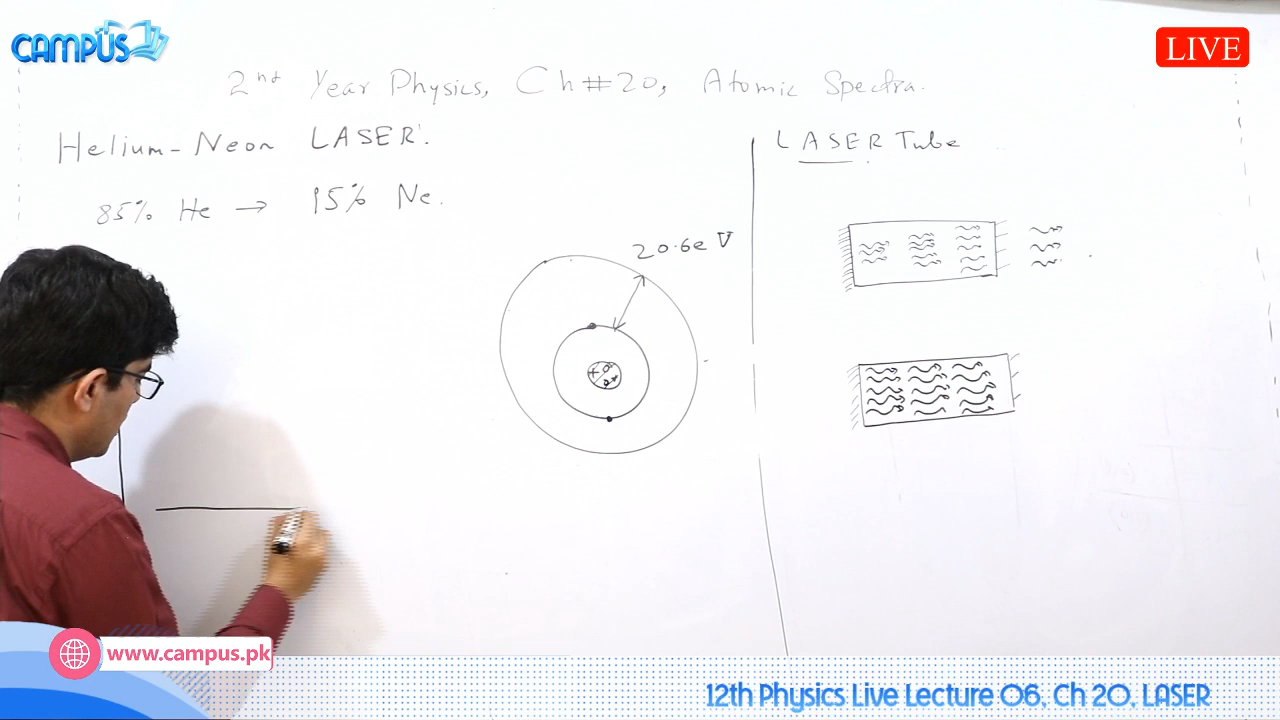 CAMPUS
LIVE
2nd Year Physics, Ch #20, Atomic Spectra.
Helium-Neon LASER.
85% He → 15% Ne.
20.6eV
+
LASER Tube
www.campus.pk
12th Physics Live Lecture 06, Ch 20, LASER